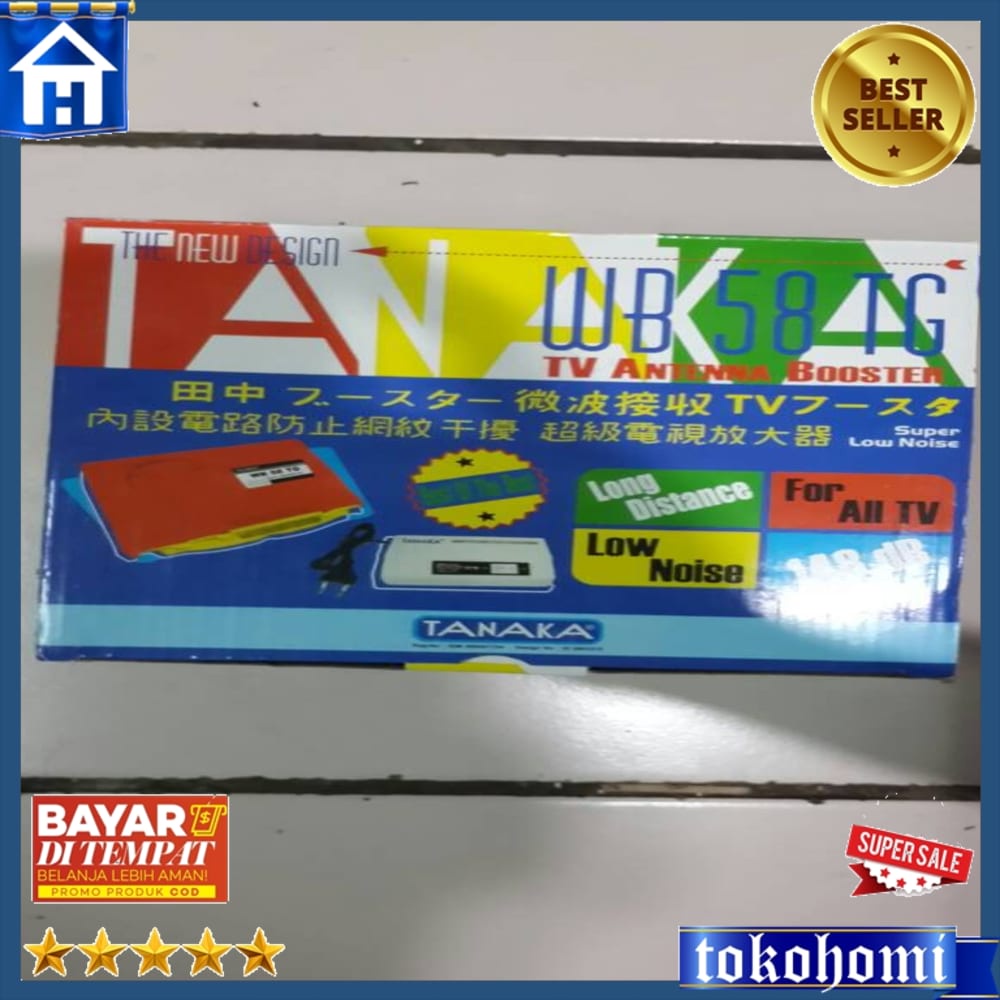 H
BEST
SELLER
THE NEW DESIGN
TANAKA
WB 58 TG
TV ANTENNA BOOSTER
田中 ブースター 微波接収 TVフースタ
内設電路防止網紋干擾 超級電視放大器
Super
Low Noise
Long
Distance
For
All TV
Low
Noise
TANAKA
TANAKA
BAYAR
DI TEMPAT
BELANJA LEBIH AMAN!
PROMO PRODUK COD
SUPER SALE
tokohomi